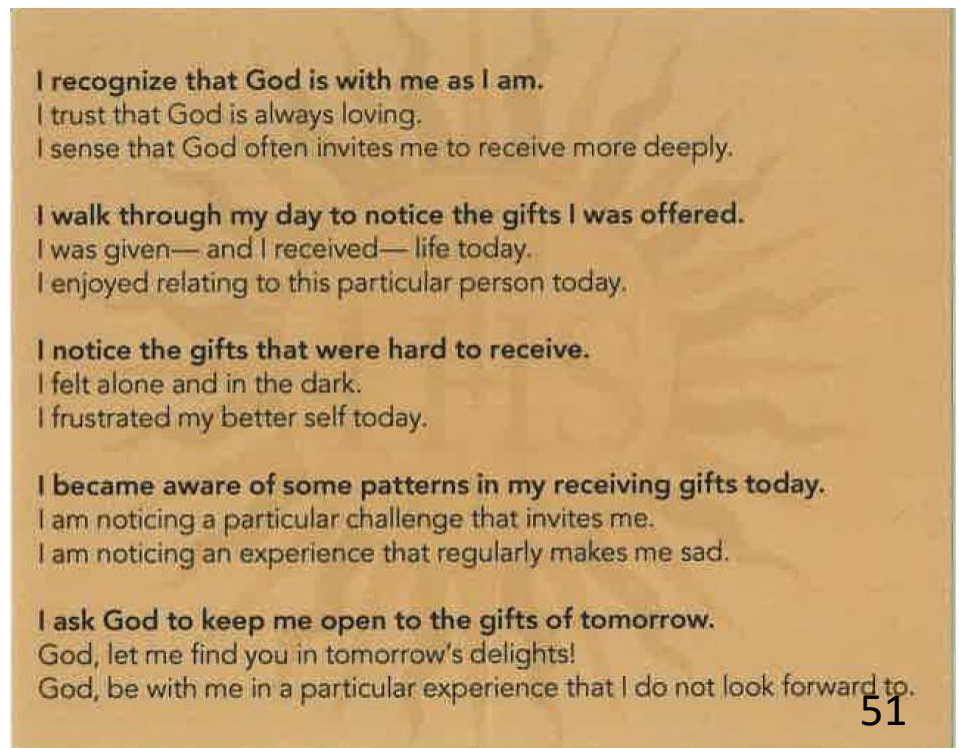 I recognize that God is with me as I am.
I trust that God is always loving.
I sense that God often invites me to receive more deeply.
I walk through my day to notice the gifts I was offered.
I was given— and I received— life today.
I enjoyed relating to this particular person today.
I notice the gifts that were hard to receive.
I felt alone and in the dark.
I frustrated my better self today.
I became aware of some patterns in my receiving gifts today.
I am noticing a particular challenge that invites me.
I am noticing an experience that regularly makes me sad.
I ask God to keep me open to the gifts of tomorrow.
God, let me find you in tomorrow's delights!
God, be with me in a particular experience that I do not look forward to.
51
IHS